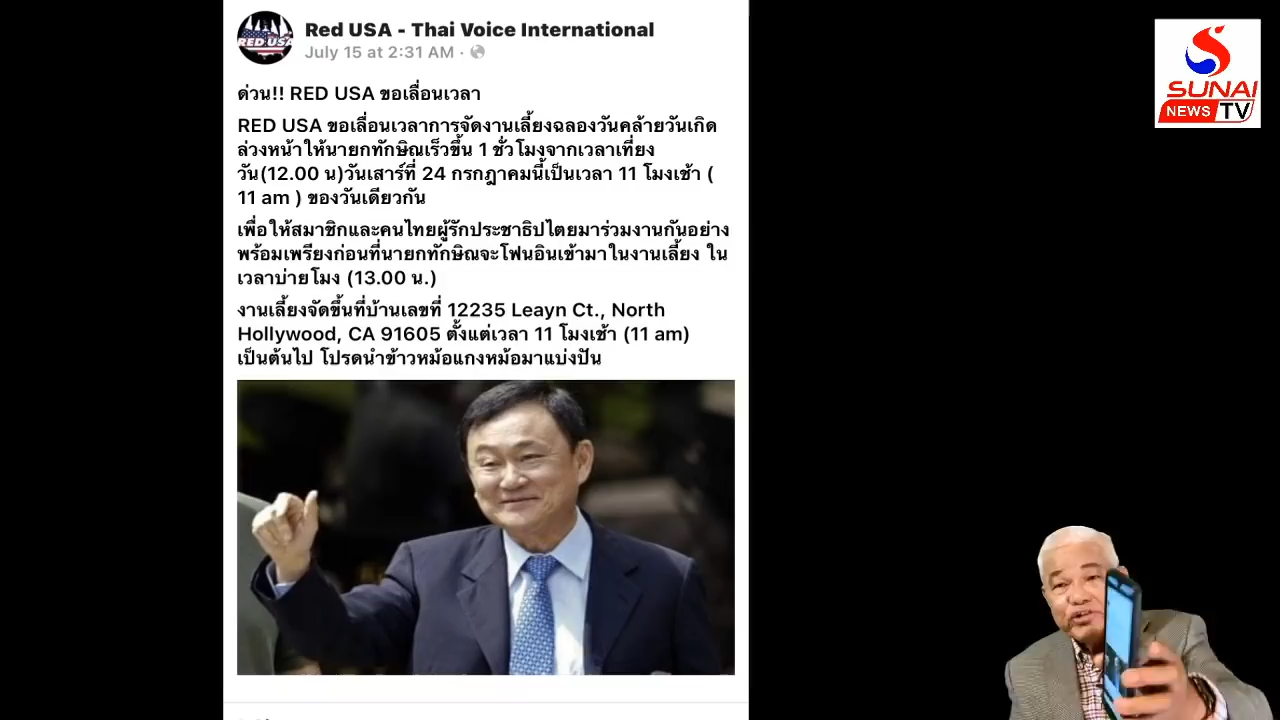 Red USA - Thai Voice International
July 15 at 2:31 AM ·
ด่วน!! RED USA ขอเลื่อนเวลา
RED USA ขอเลื่อนเวลาการจัดงานเลี้ยงฉลองวันคล้ายวันเกิด
ล่วงหน้าให้นายกทักษิณเร็วขึ้น 1 ชั่วโมงจากเวลาเที่ยง
วัน(12.00 น)วันเสาร์ที่ 24 กรกฎาคมนี้เป็นเวลา 11 โมงเช้า (
11 am ) ของวันเดียวกัน
เพื่อให้สมาชิกและคนไทยผู้รักประชาธิปไตยมาร่วมงานกันอย่าง
พร้อมเพรียงก่อนที่นายกทักษิณจะโฟนอินเข้ามาในงานเลี้ยง ใน
เวลาบ่ายโมง (13.00 น.)
งานเลี้ยงจัดขึ้นที่บ้านเลขที่ 12235 Leayn Ct., North
Hollywood, CA 91605 ตั้งแต่เวลา 11 โมงเช้า (11 am)
เป็นต้นไป โปรดนำข้าวหม้อแกงหม้อมาแบ่งปัน
RED USA
SUNAI
NEWS TV